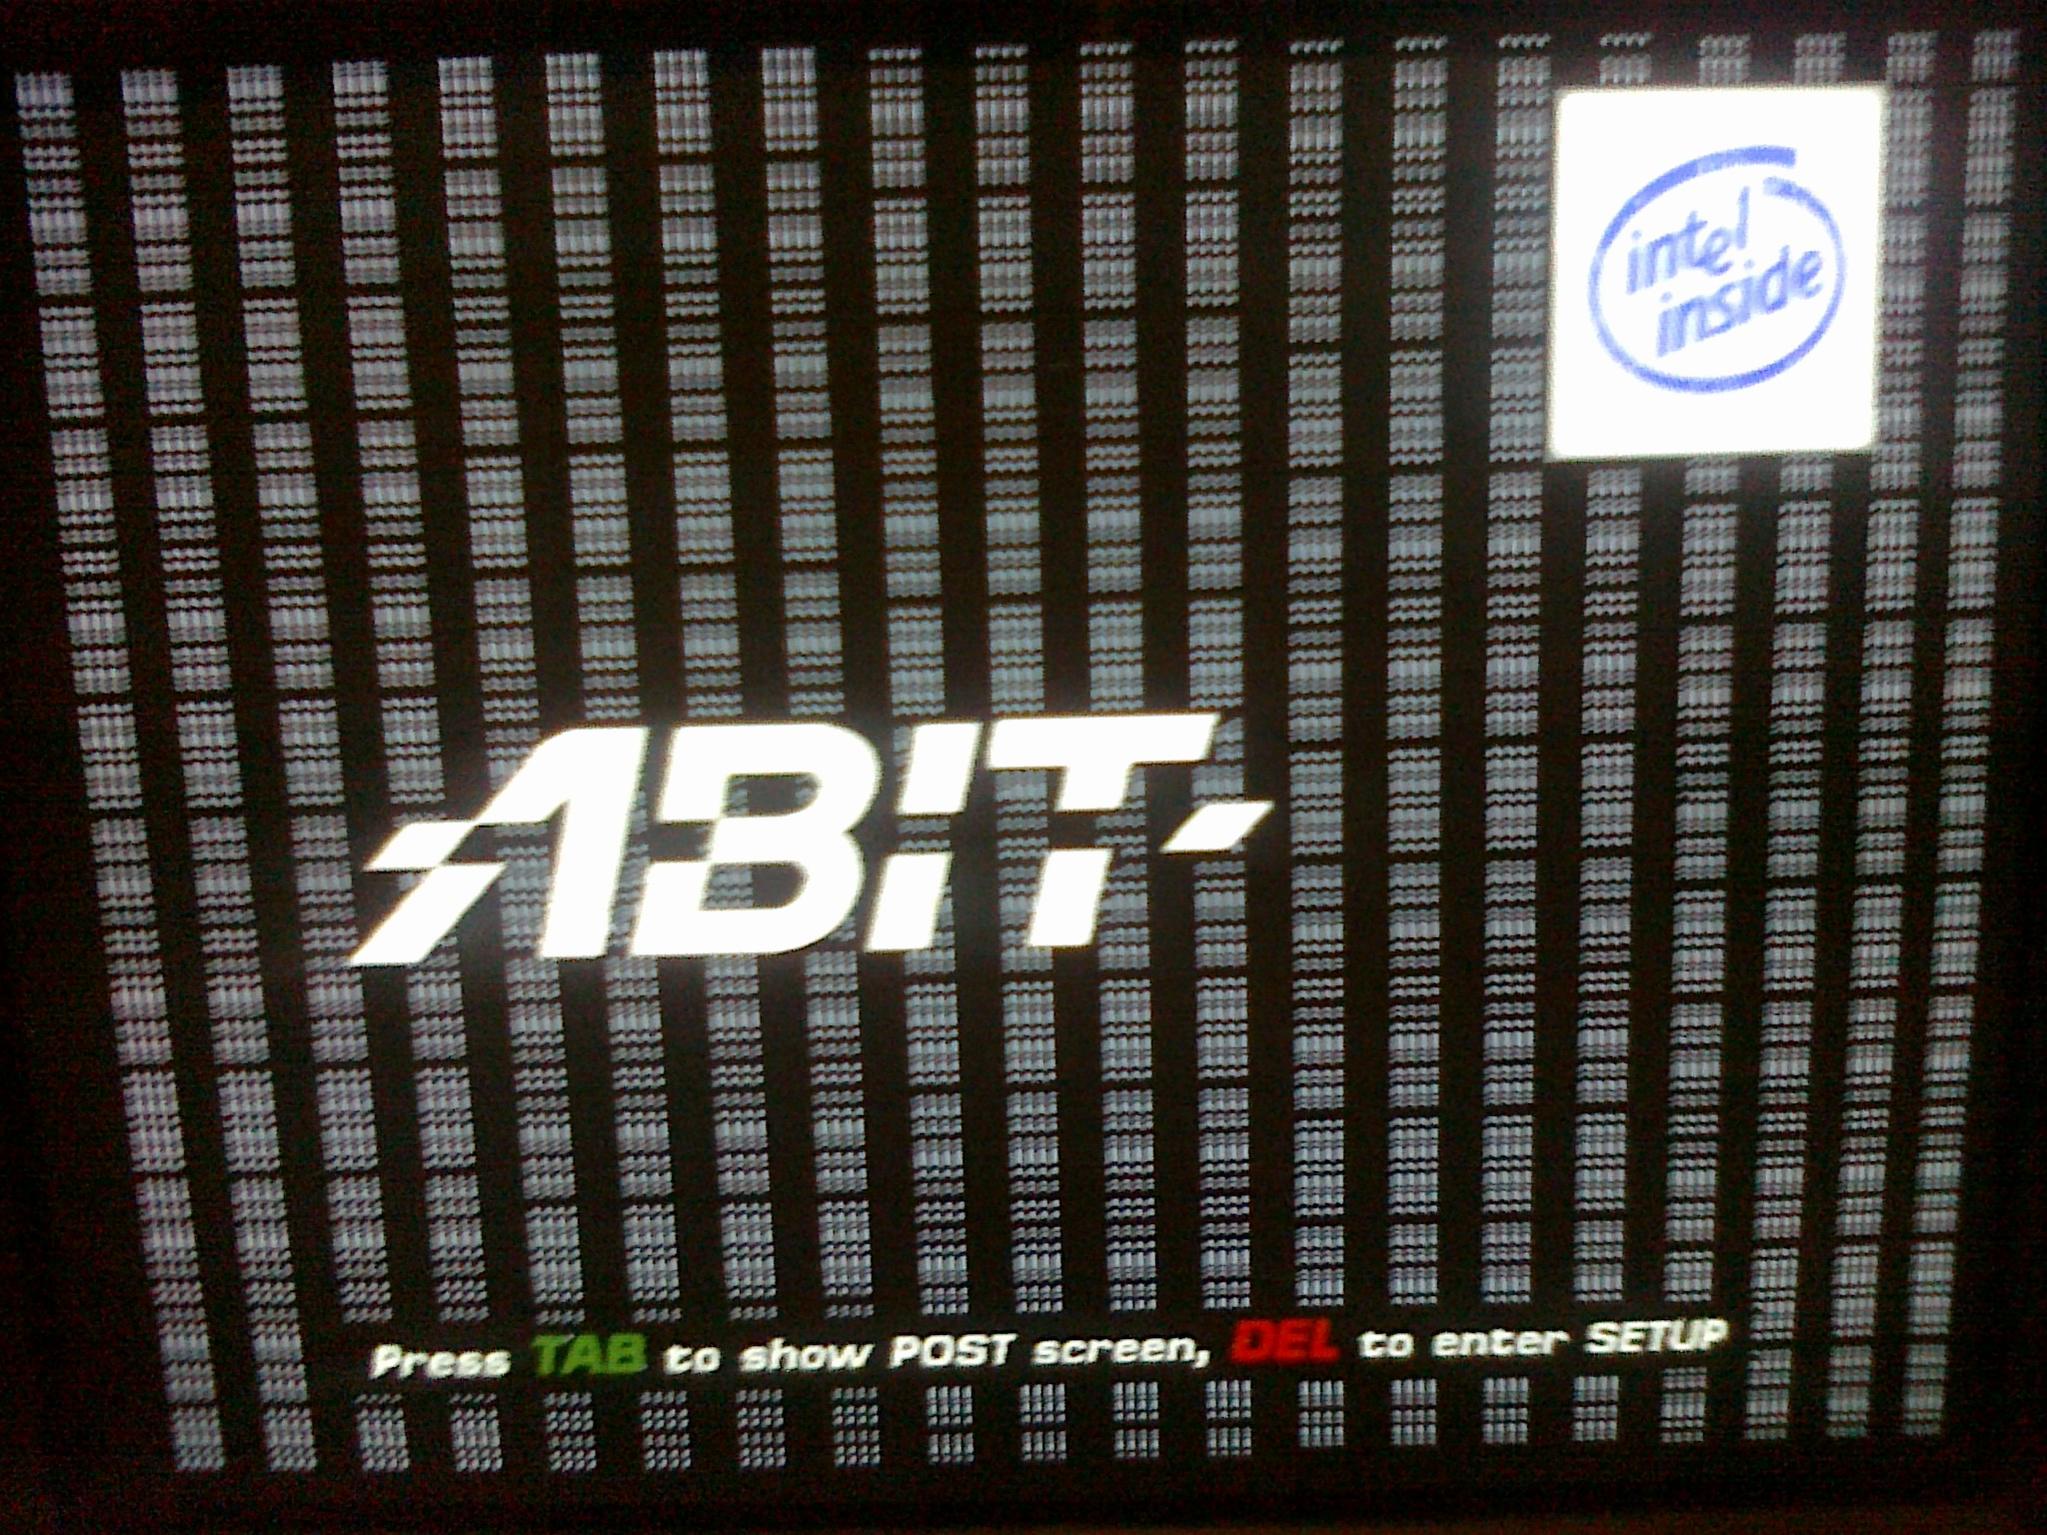 intel
inside
ABIT
Press TAB to show POST screen, DEL to enter SETUP